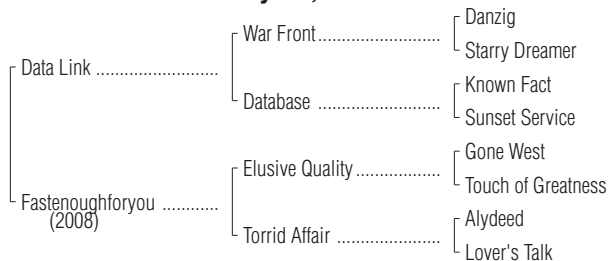 Danzig
War Front
Starry Dreamer
Data Link
Known Fact
Database
Sunset Service
Gone West
Elusive Quality
Touch of Greatness
Fastenoughforyou
(2008)
Alydeed
Torrid Affair
Lover's Talk